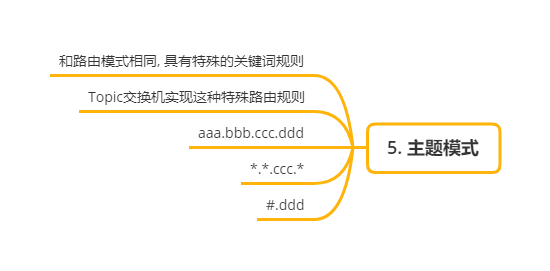 和路由模式相同, 具有特殊的关键词规则
Topic交换机实现这种特殊路由规则
aaa.bbb.ccc.ddd
*.*.ccc.*
#.ddd
5. 主题模式